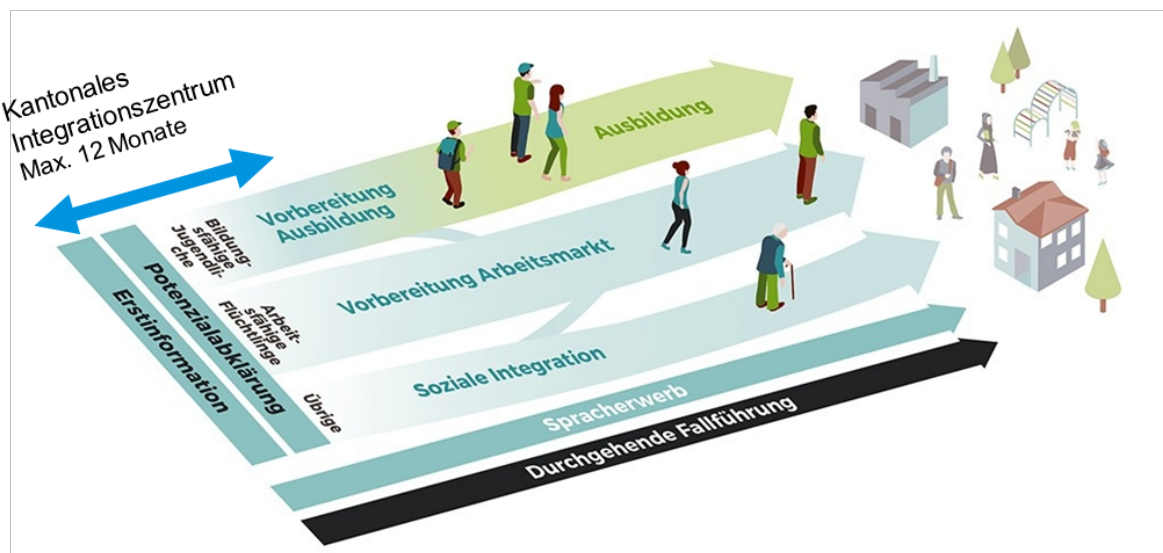 Kantonales
Integrationszentrum
Max. 12 Monate
Erstinformation
Potenzialabklärung
Bildung-
sfähige
Jugendli-
che
Vorbereitung
Ausbildung
Ausbildung
Arbeit-
sfähige
Flüchtlinge
Vorbereitung Arbeitsmarkt
Übrige
Soziale Integration
Spracherwerb
Durchgehende Fallführung